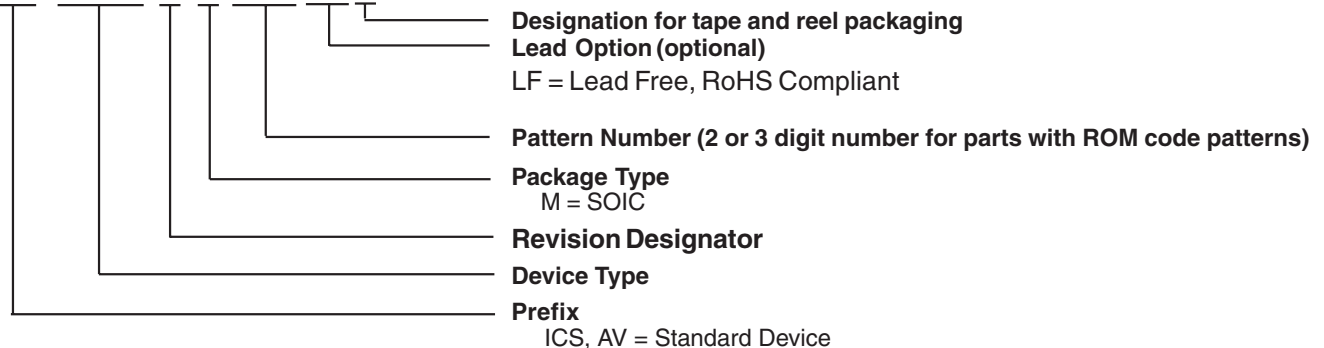 Designation for tape and reel packaging
Lead Option (optional)
LF = Lead Free, RoHS Compliant
Pattern Number (2 or 3 digit number for parts with ROM code patterns)
Package Type
M = SOIC
Revision Designator
Device Type
Prefix
ICS, AV = Standard Device